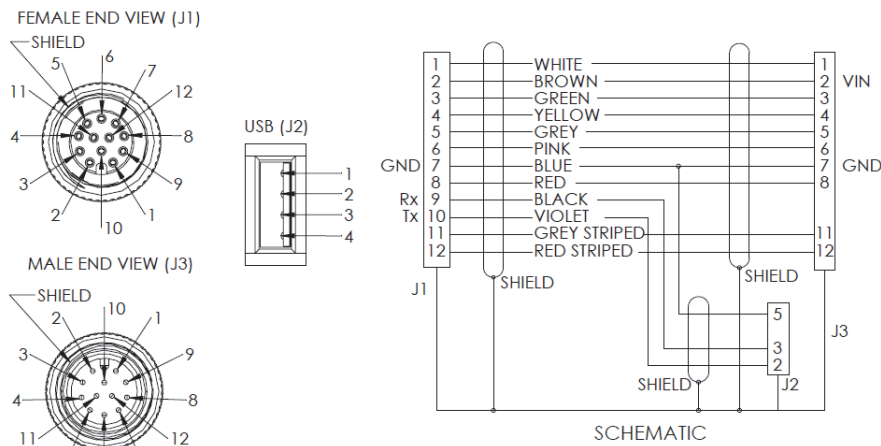 FEMALE END VIEW (J1)
SHIELD
6
5
7
11
12
4
8
3
9
2
1
10
USB (J2)
1
2
3
4
MALE END VIEW (J3)
SHIELD
10
2
1
3
9
4
8
11
12
1 WHITE 1
2 BROWN 2 VIN
3 GREEN 3
4 YELLOW 4
5 GREY 5
6 PINK 6
GND 7 BLUE 7 GND
8 RED 8
Rx 9 BLACK
Tx 10 VIOLET
11 GREY STRIPED 11
12 RED STRIPED 12
J1
SHIELD
SHIELD
5
3
2
J3
SHIELD
J2
SCHEMATIC